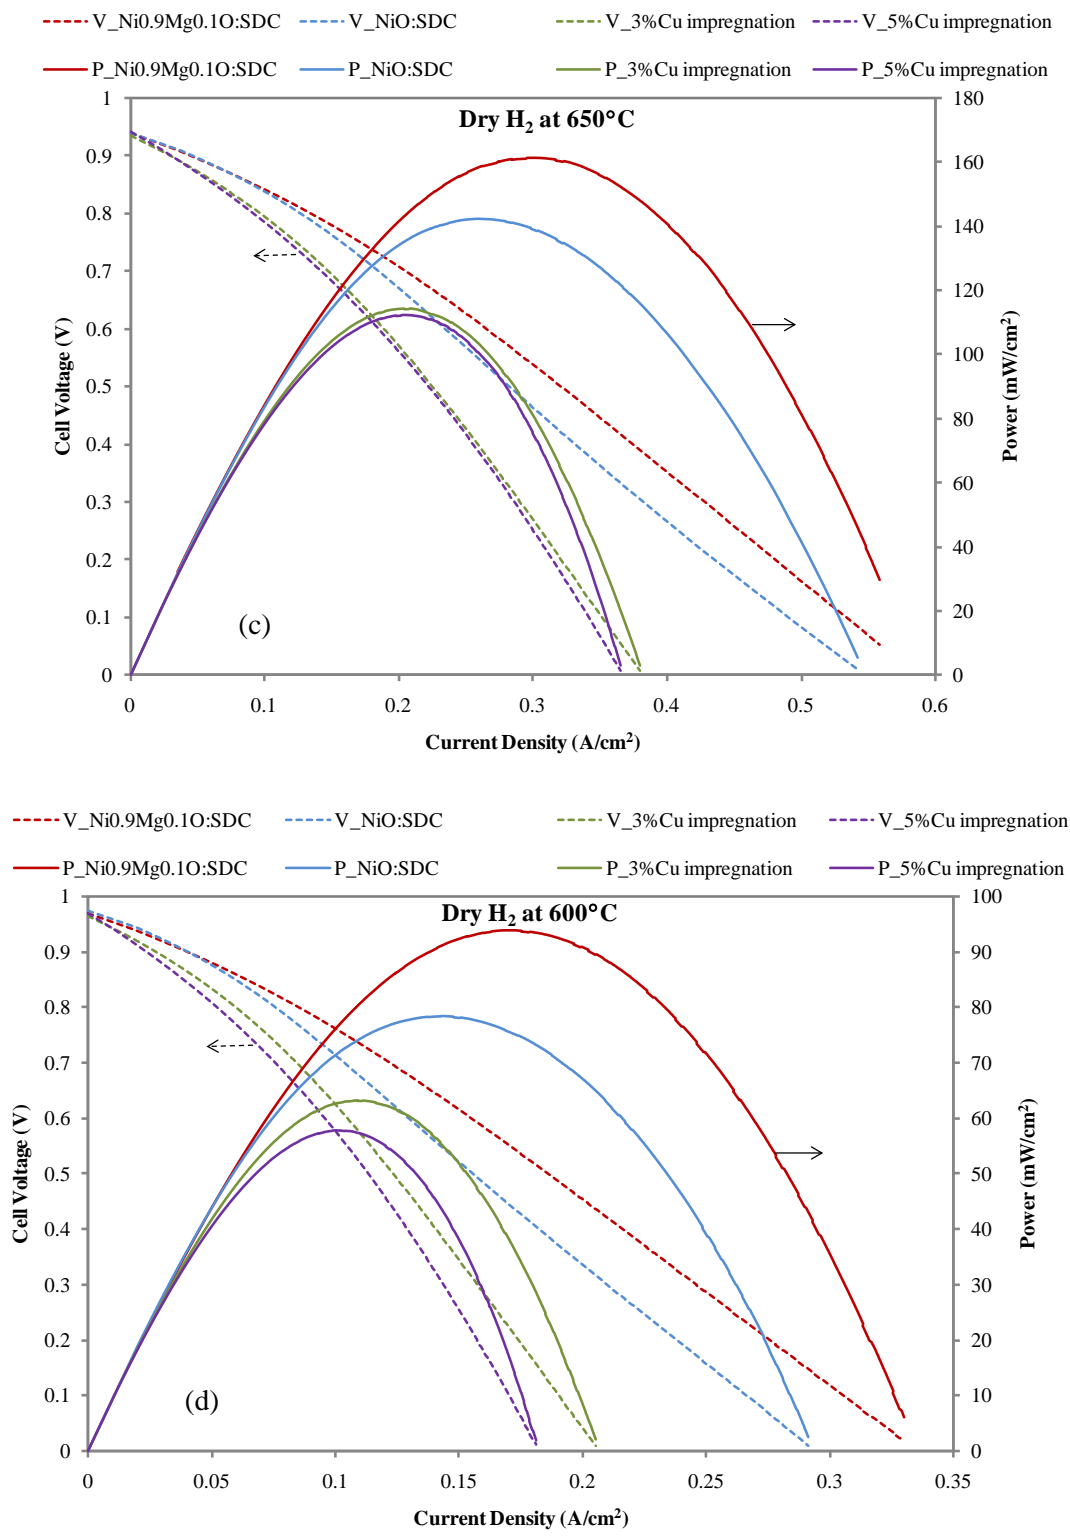 V_Ni0.9Mg0.1O:SDC V_NiO:SDC V_3%Cu impregnation V_5%Cu impregnation
P_Ni0.9Mg0.1O:SDC P_NiO:SDC P_3%Cu impregnation P_5%Cu impregnation
Dry H₂ at 650°C
Cell Voltage (V)
1
0.9
0.8
0.7
0.6
0.5
0.4
0.3
0.2
0.1
0
180
160
140
120
100
80
60
40
20
0
Power (mW/cm²)
(c)
0 0.1 0.2 0.3 0.4 0.5 0.6
Current Density (A/cm²)
V_Ni0.9Mg0.1O:SDC V_NiO:SDC V_3%Cu impregnation V_5%Cu impregnation
P_Ni0.9Mg0.1O:SDC P_NiO:SDC P_3%Cu impregnation P_5%Cu impregnation
Dry H₂ at 600°C
Cell Voltage (V)
1
0.9
0.8
0.7
0.6
0.5
0.4
0.3
0.2
0.1
0
100
90
80
70
60
50
40
30
20
10
0
Power (mW/cm²)
(d)
0 0.05 0.1 0.15 0.2 0.25 0.3 0.35
Current Density (A/cm²)